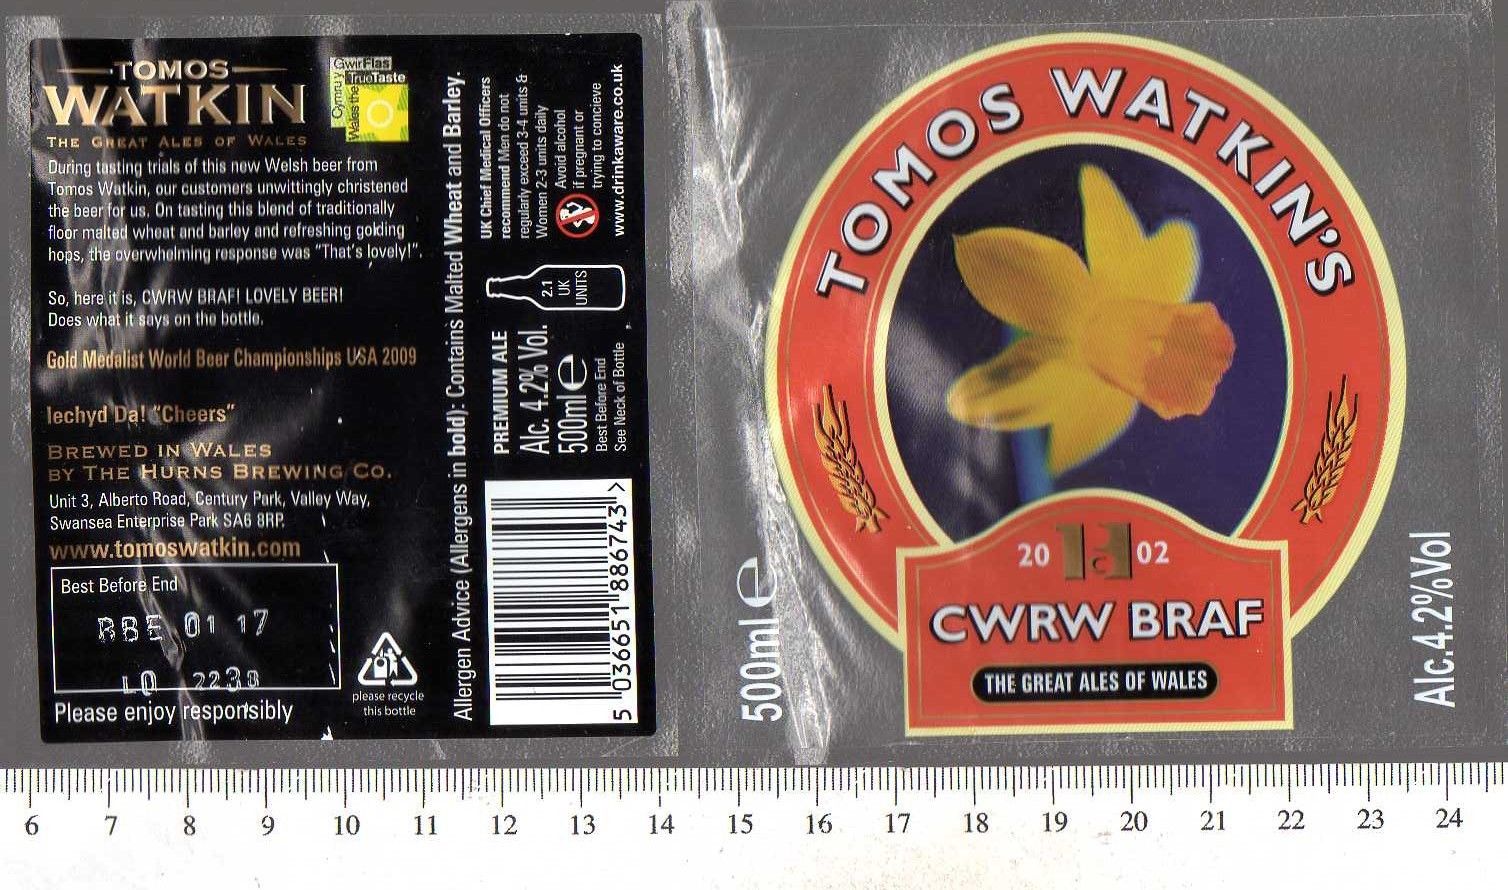 TOMOS
WATKIN
THE GREAT ALES OF WALES
Cymru y
GwirFlas
Wales the
TrueTaste
During tasting trials of this new Welsh beer from
Tomos Watkin, our customers unwittingly christened
the beer for us. On tasting this blend of traditionally
floor malted wheat and barley and refreshing golding
hops, the overwhelming response was "That's lovely!".
So, here it is, CWRW BRAF! LOVELY BEER!
Does what it says on the bottle.
Gold Medalist World Beer Championships USA 2009
Iechyd Da! "Cheers"
BREWED IN WALES
BY THE HURNS BREWING CO.
Unit 3, Alberto Road, Century Park, Valley Way,
Swansea Enterprise Park SA6 8RP.
www.tomoswatkin.com
Best Before End
BBE 01 17
LO 2239
Please enjoy responsibly
please recycle
this bottle
Allergen Advice (Allergens in bold): Contains Malted Wheat and Barley.
UK Chief Medical Officers
recommend Men do not
regularly exceed 3-4 units &
Women 2-3 units daily
Avoid alcohol
if pregnant or
trying to concieve
www.drinkaware.co.uk
2.1
UK
UNITS
PREMIUM ALE
Alc. 4.2% Vol.
500ml e
Best Before End
See Neck of Bottle
5 036651 886743 >
TOMOS WATKIN'S
20 02
CWRW BRAF
THE GREAT ALES OF WALES
500ml e
Alc.4.2%Vol
6 7 8 9 10 11 12 13 14 15 16 17 18 19 20 21 22 23 24